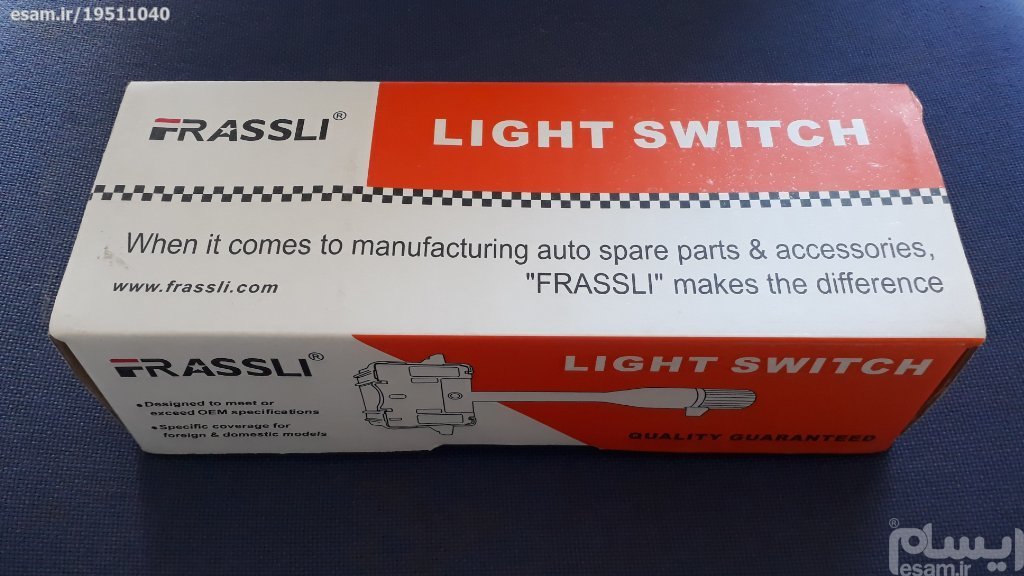 esam.ir/19511040
FRASSLI®
LIGHT SWITCH
When it comes to manufacturing auto spare parts & accessories,
"FRASSLI" makes the difference
www.frassli.com
FRASSLI®
LIGHT SWITCH
•Designed to meet or
exceed OEM specifications
•Specific coverage for
foreign & domestic models
QUALITY GUARANTEED
ایسام®
esam.ir